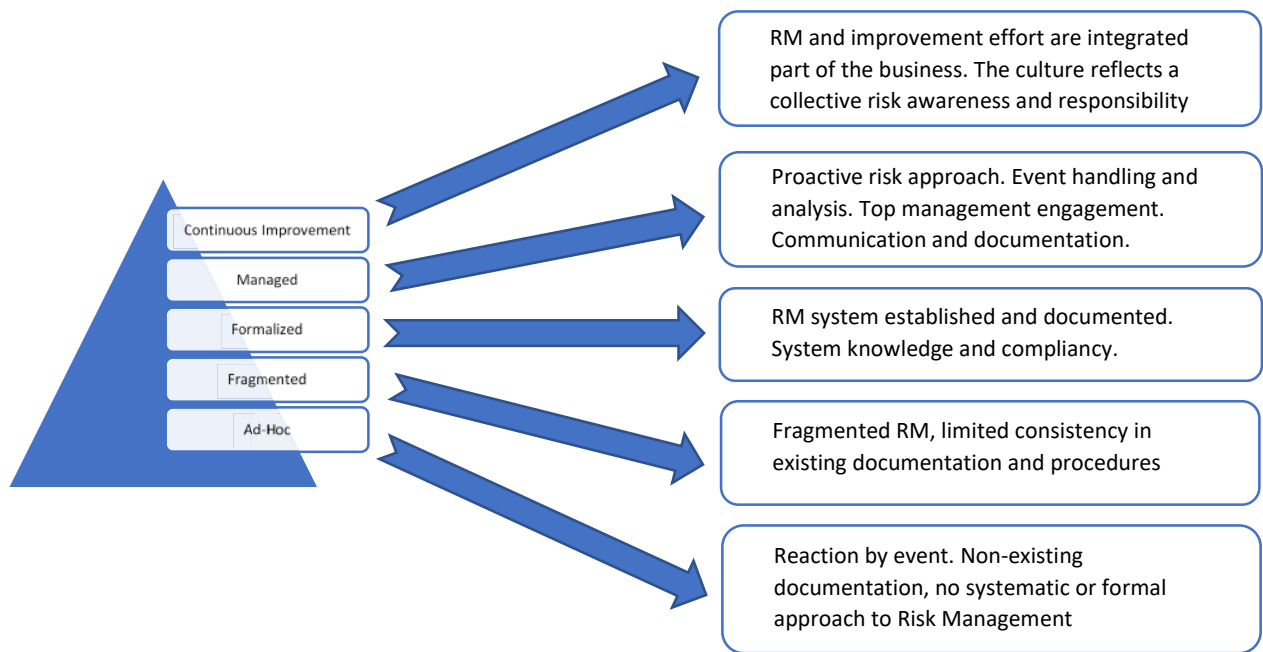 RM and improvement effort are integrated
part of the business. The culture reflects a
collective risk awareness and responsibility
Continuous Improvement
Proactive risk approach. Event handling and
analysis. Top management engagement.
Communication and documentation.
Managed
RM system established and documented.
System knowledge and compliancy.
Formalized
Fragmented RM, limited consistency in
existing documentation and procedures
Fragmented
Reaction by event. Non-existing
documentation, no systematic or formal
approach to Risk Management
Ad-Hoc